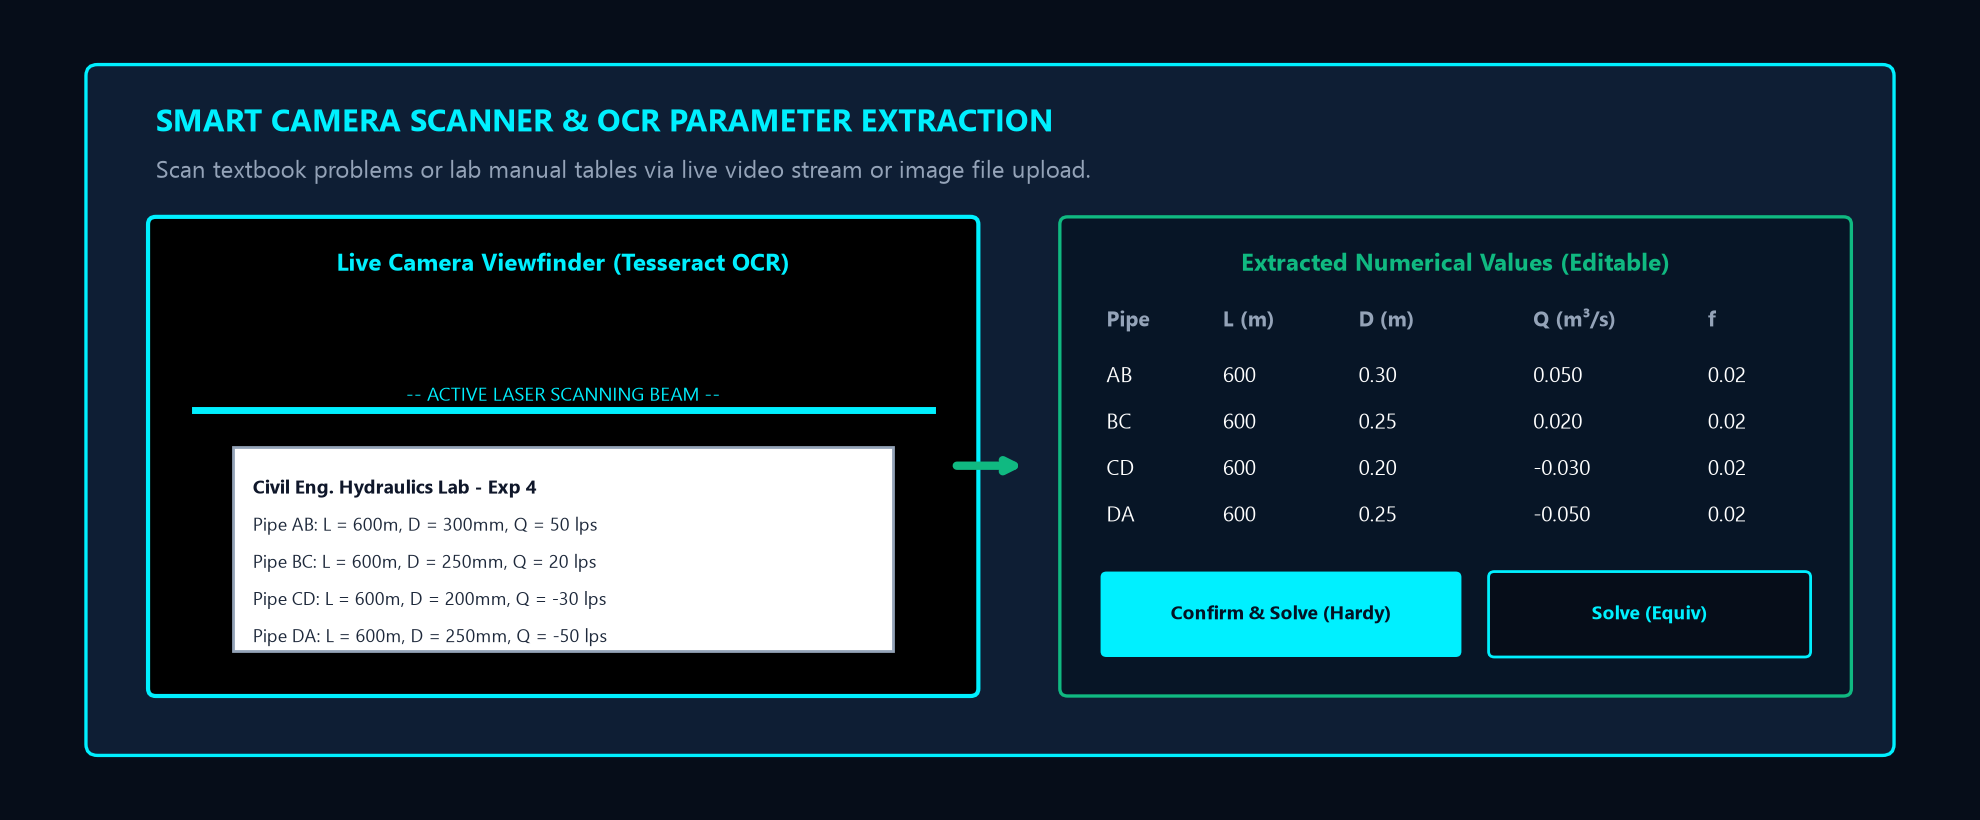 SMART CAMERA SCANNER & OCR PARAMETER EXTRACTION
Scan textbook problems or lab manual tables via live video stream or image file upload.
Live Camera Viewfinder (Tesseract OCR)
-- ACTIVE LASER SCANNING BEAM --
Civil Eng. Hydraulics Lab - Exp 4
Pipe AB: L = 600m, D = 300mm, Q = 50 lps
Pipe BC: L = 600m, D = 250mm, Q = 20 lps
Pipe CD: L = 600m, D = 200mm, Q = -30 lps
Pipe DA: L = 600m, D = 250mm, Q = -50 lps
Extracted Numerical Values (Editable)
Pipe L (m) D (m) Q (m³/s) f
AB 600 0.30 0.050 0.02
BC 600 0.25 0.020 0.02
CD 600 0.20 -0.030 0.02
DA 600 0.25 -0.050 0.02
Confirm & Solve (Hardy) Solve (Equiv)